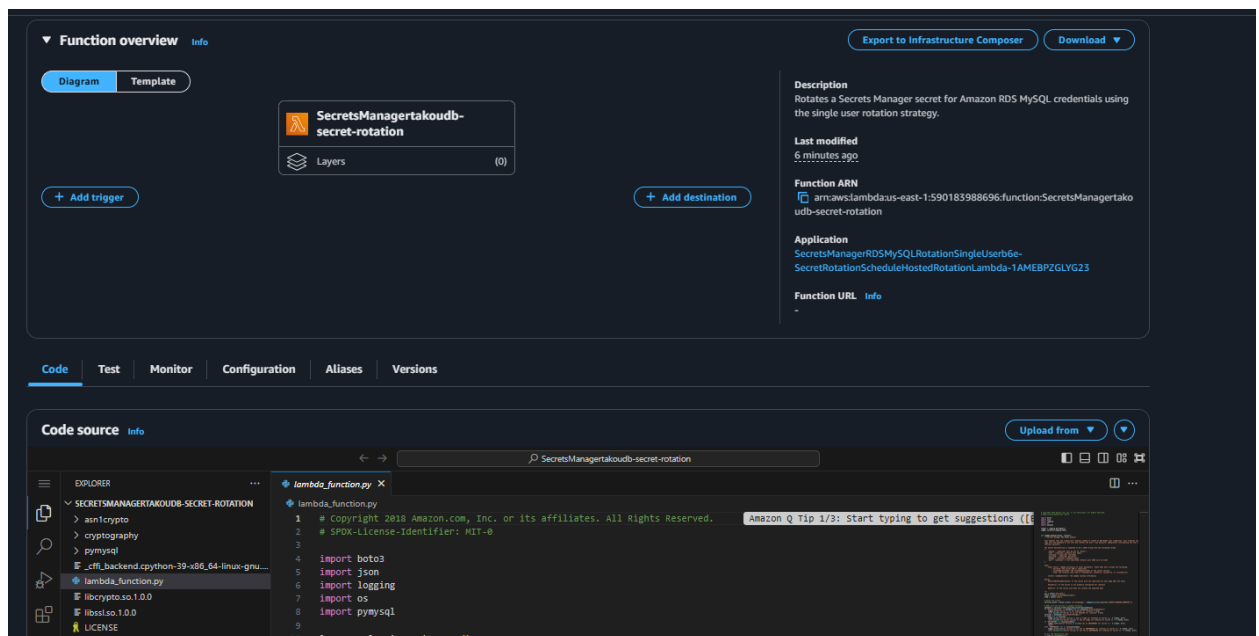 Function overview Info
Export to Infrastructure Composer
Download
Diagram
Template
SecretsManagertakoudb-
secret-rotation
Layers
(0)
+ Add trigger
+ Add destination
Description
Rotates a Secrets Manager secret for Amazon RDS MySQL credentials using
the single user rotation strategy.
Last modified
6 minutes ago
Function ARN
arn:aws:lambda:us-east-1:590183988696:function:SecretsManagertako
udb-secret-rotation
Application
SecretsManagerRDSMySQLRotationSingleUserb6e-
SecretRotationScheduleHostedRotationLambda-1AMEBPZGLYG23
Function URL Info
-
Code
Test
Monitor
Configuration
Aliases
Versions
Code source Info
Upload from
SecretsManagertakoudb-secret-rotation
EXPLORER
SECRETSMANAGERTAKOUDB-SECRET-ROTATION
asn1crypto
cryptography
pymysql
_cffi_backend.cpython-39-x86_64-linux-gnu....
lambda_function.py
libcrypto.so.1.0.0
libssl.so.1.0.0
LICENSE
lambda_function.py
lambda_function.py
1 # Copyright 2018 Amazon.com, Inc. or its affiliates. All Rights Reserved.
Amazon Q Tip 1/3: Start typing to get suggestions ([E
2 # SPDX-License-Identifier: MIT-0
3
4 import boto3
5 import json
6 import logging
7 import os
8 import pymysql
9